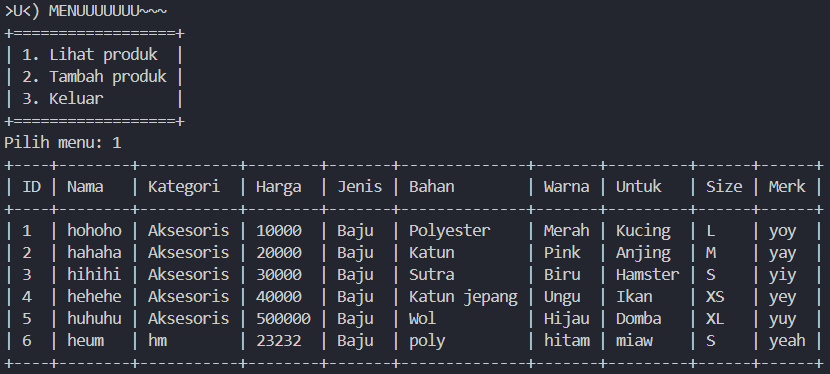 >U<) MENUUUUUUU~~~
+==================+
| 1. Lihat produk  |
| 2. Tambah produk |
| 3. Keluar        |
+==================+
Pilih menu: 1
+----+--------+-----------+--------+-------+--------------+-------+---------+------+------+
| ID | Nama   | Kategori  | Harga  | Jenis | Bahan        | Warna | Untuk   | Size | Merk |
+----+--------+-----------+--------+-------+--------------+-------+---------+------+------+
| 1  | hohoho | Aksesoris | 10000  | Baju  | Polyester    | Merah | Kucing  | L    | yoy  |
| 2  | hahaha | Aksesoris | 20000  | Baju  | Katun        | Pink  | Anjing  | M    | yay  |
| 3  | hihihi | Aksesoris | 30000  | Baju  | Sutra        | Biru  | Hamster | S    | yiy  |
| 4  | hehehe | Aksesoris | 40000  | Baju  | Katun jepang | Ungu  | Ikan    | XS   | yey  |
| 5  | huhuhu | Aksesoris | 500000 | Baju  | Wol          | Hijau | Domba   | XL   | yuy  |
| 6  | heum   | hm        | 23232  | Baju  | poly         | hitam | miaw    | S    | yeah |
+----+--------+-----------+--------+-------+--------------+-------+---------+------+------+